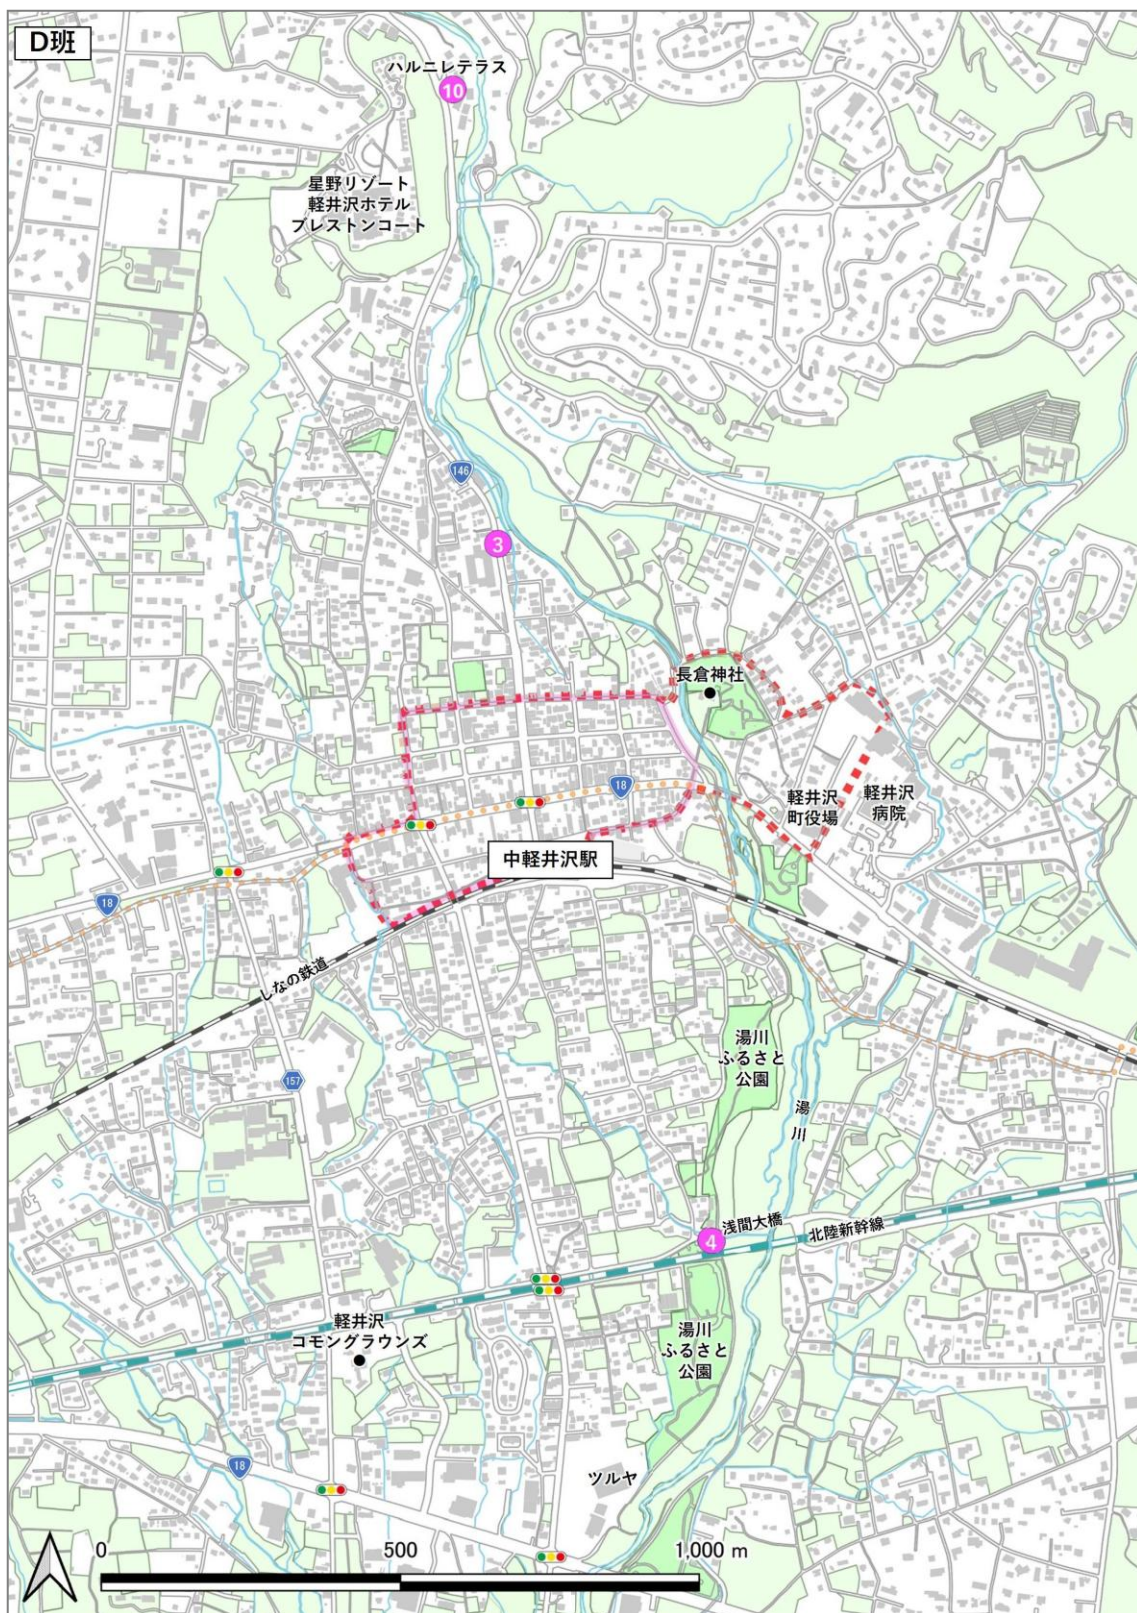 D班
ハルニレテラス
10
星野リゾート
軽井沢ホテル
ブレストンコート
146
3
長倉神社
18
軽井沢
町役場
軽井沢
病院
中軽井沢駅
18
しなの鉄道
湯川
ふるさと
公園
157
湯川
浅間大橋
4
北陸新幹線
軽井沢
コモングラウンズ
湯川
ふるさと
公園
18
ツルヤ
0 500 1,000 m